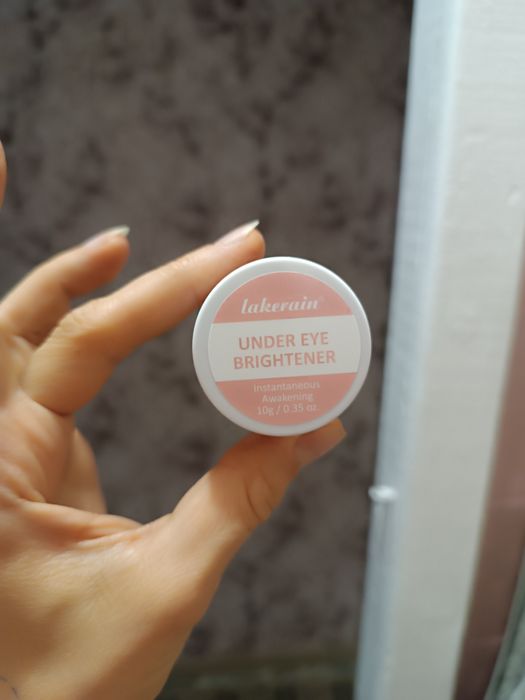 lakerain
UNDER EYE
BRIGHTENER
Instantaneous
Awakening
10g / 0.35 oz.